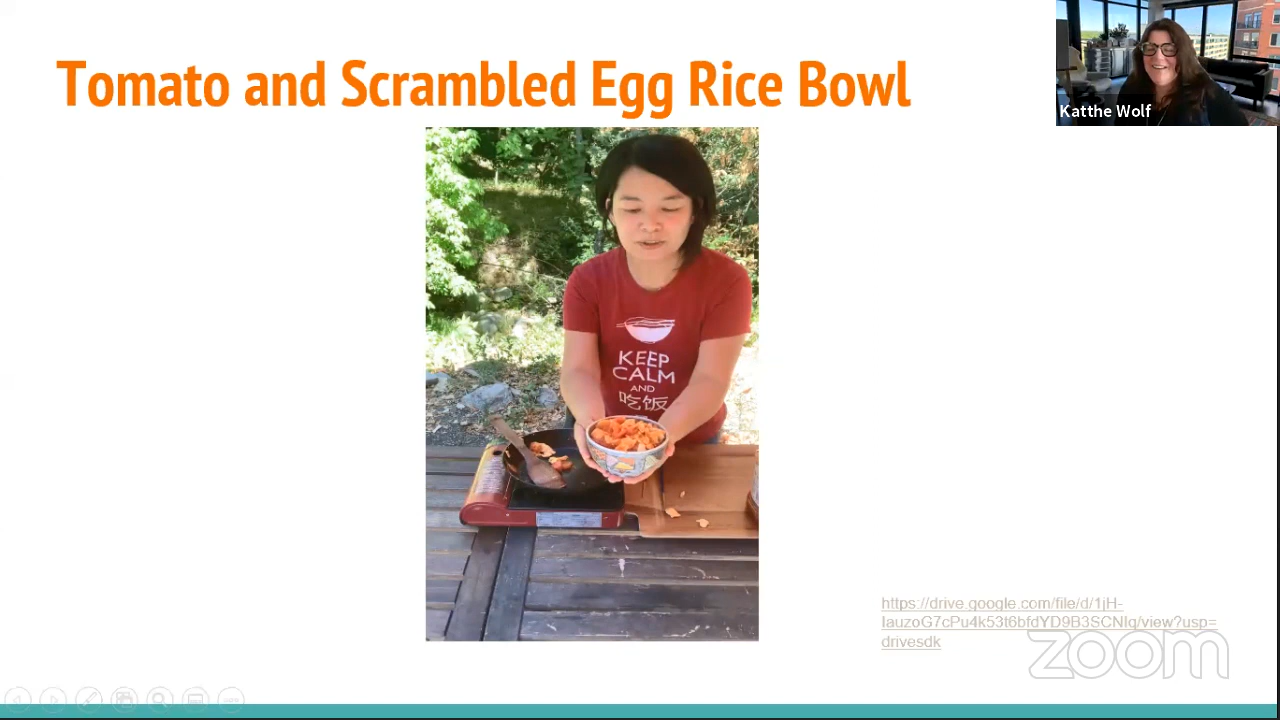 Tomato and Scrambled Egg Rice Bowl
Katthe Wolf
KEEP
CALM
AND
吃饭
https://drive.google.com/file/d/1jH-
IauzoG7cPu4k53t6bfdYD9B3SCNlq/view?usp=
drivesdk
zoom